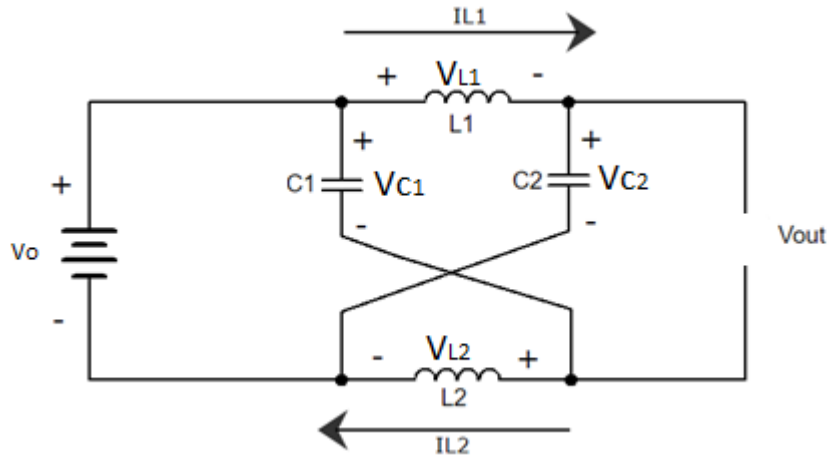 IL1
+ VL1 -
L1
+ + +
C1 VC1 C2 VC2
- -
Vo Vout
-
- VL2 +
L2
IL2